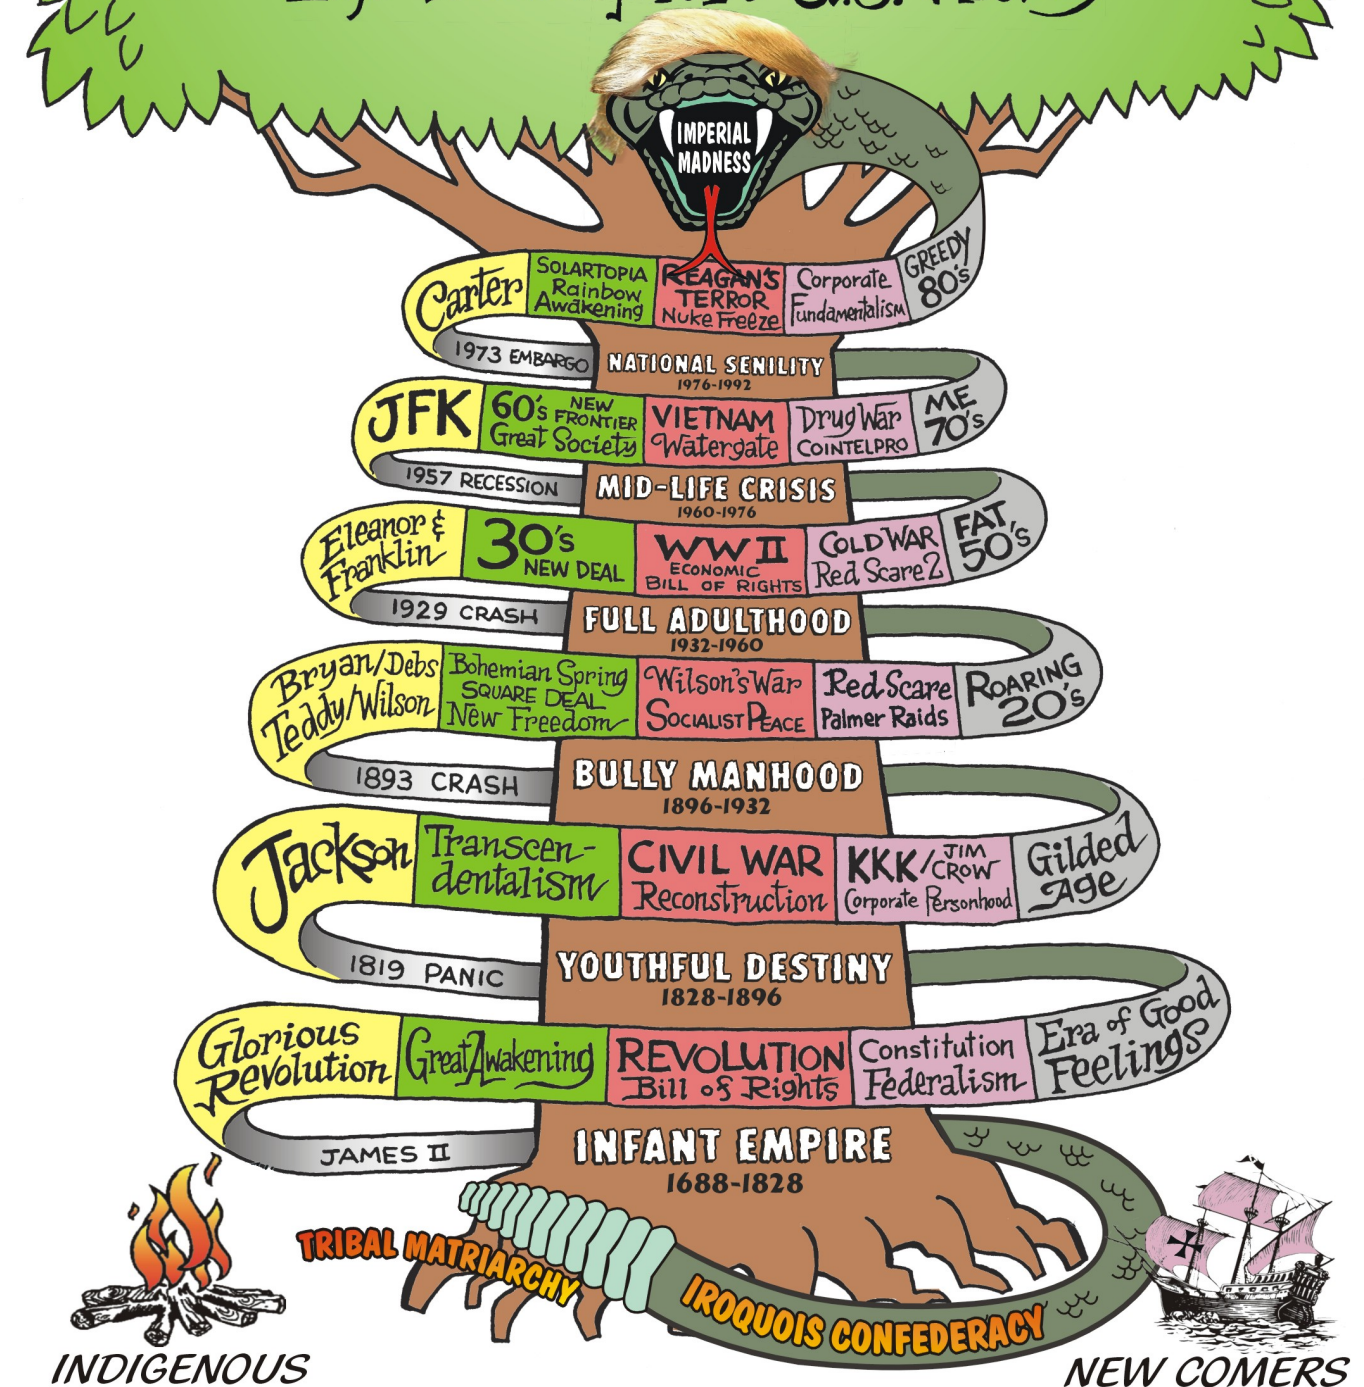 U.S.
IMPERIAL
MADNESS
Carter
SOLARTOPIA
Rainbow
Awakening
REAGAN'S
TERROR
Nuke Freeze
Corporate
Fundamentalism
GREEDY
80's
1973 EMBARGO
NATIONAL SENILITY
1976-1992
JFK
60's NEW
FRONTIER
Great Society
VIETNAM
Watergate
Drug War
COINTELPRO
ME
70's
1957 RECESSION
MID-LIFE CRISIS
1960-1976
Eleanor &
Franklin
30's
NEW DEAL
WW II
ECONOMIC
BILL OF RIGHTS
COLD WAR
Red Scare 2
FAT
50's
1929 CRASH
FULL ADULTHOOD
1932-1960
Bryan/Debs
Teddy/Wilson
Bohemian Spring
SQUARE DEAL
New Freedom
Wilson's War
SOCIALIST PEACE
Red Scare
Palmer Raids
ROARING
20's
1893 CRASH
BULLY MANHOOD
1896-1932
Jackson
Transcen-
dentalism
CIVIL WAR
Reconstruction
KKK/JIM
CROW
Corporate Personhood
Gilded
Age
1819 PANIC
YOUTHFUL DESTINY
1828-1896
Glorious
Revolution
Great Awakening
REVOLUTION
Bill of Rights
Constitution
Federalism
Era of Good
Feelings
JAMES II
INFANT EMPIRE
1688-1828
TRIBAL MATRIARCHY
IROQUOIS CONFEDERACY
INDIGENOUS
NEW COMERS